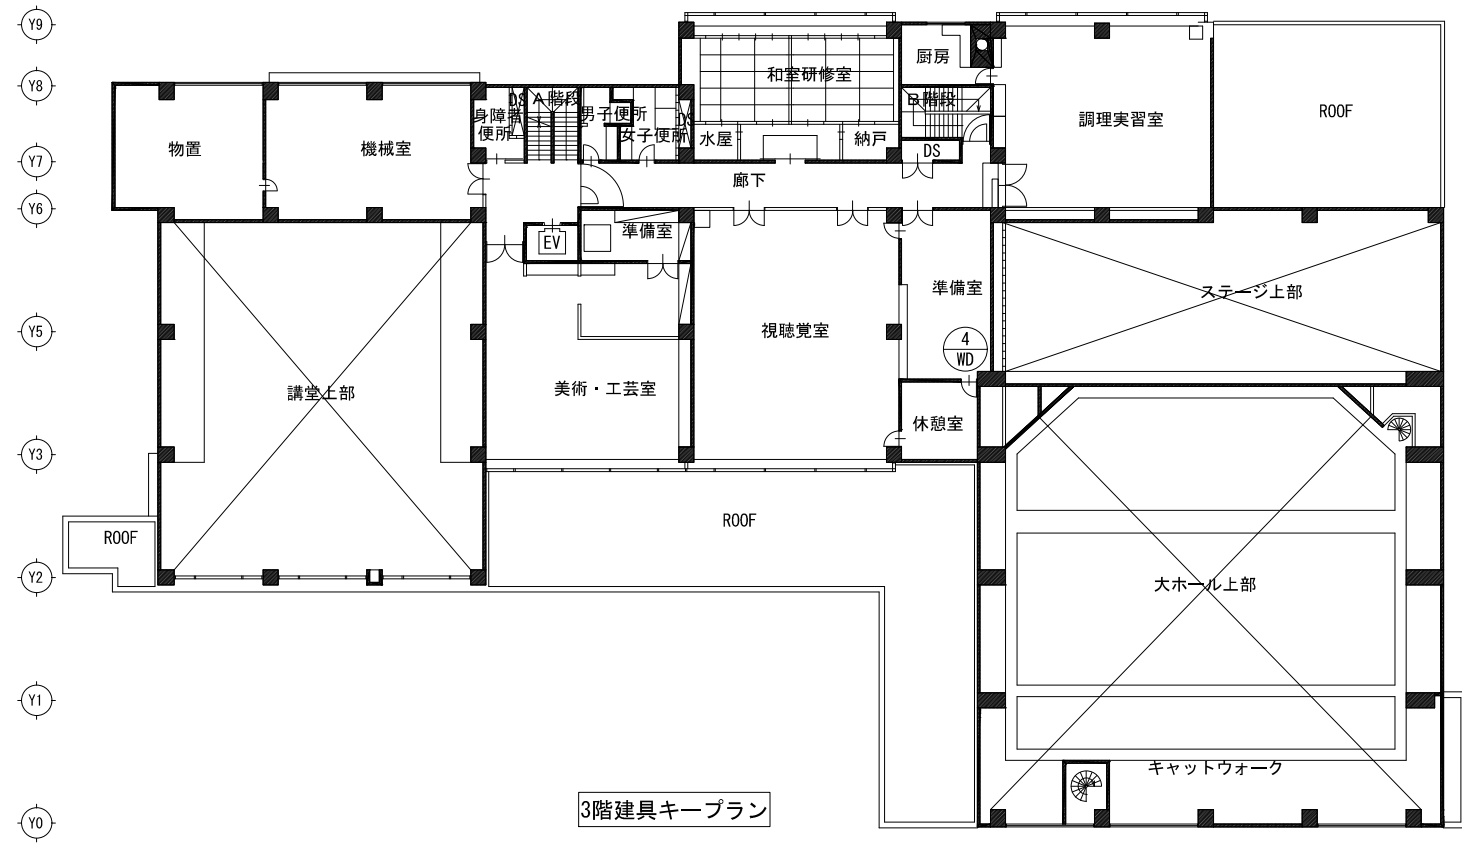 Y9
Y8
Y7
Y6
Y5
Y3
Y2
Y1
Y0
厨房
和室研修室
ROOF
DS
A階段
B階段
身障者
便所
男子便所
女子便所
DS
調理実習室
物置
機械室
水屋
納戸
DS
廊下
EV
準備室
準備室
ステージ上部
視聴覚室
4
WD
講堂上部
美術・工芸室
休憩室
ROOF
ROOF
大ホール上部
キャットウォーク
3階建具キープラン